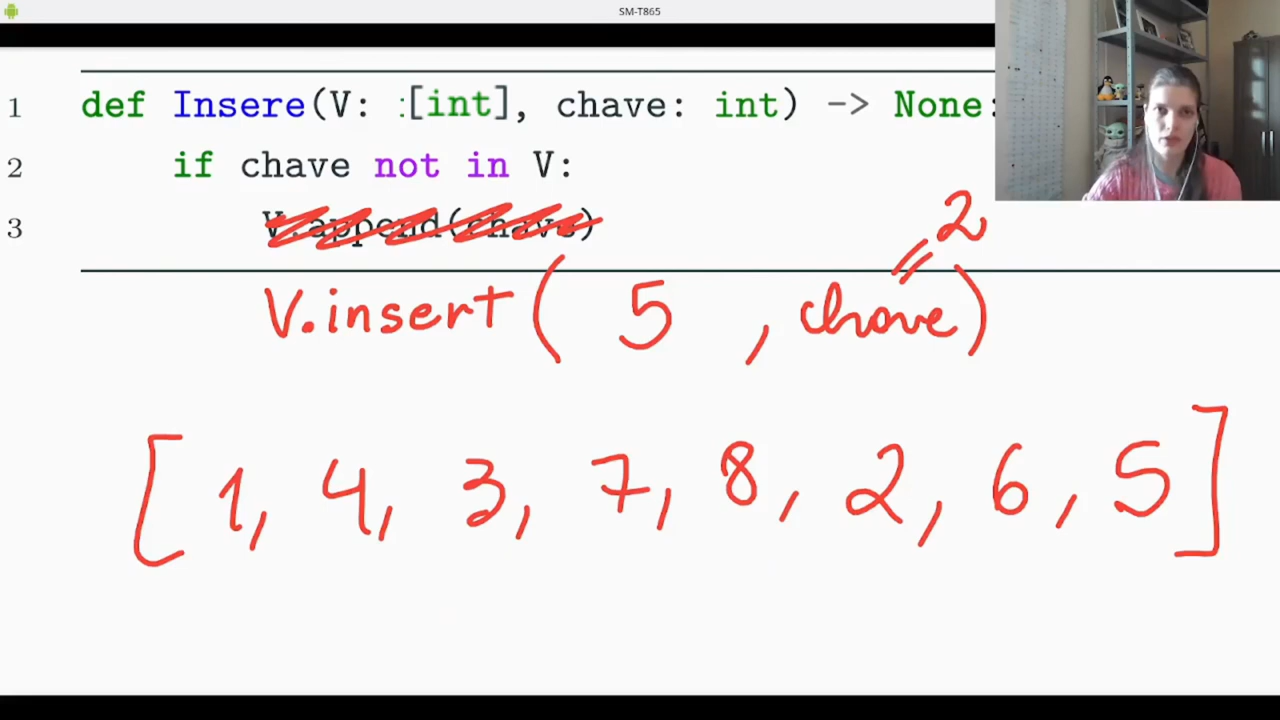 SM-T865
1 def Insere(V: :[int], chave: int) -> None:
2 if chave not in V:
3 V.append(chave)
2
V.insert( 5 , chave)
[ 1, 4, 3, 7, 8, 2, 6, 5 ]